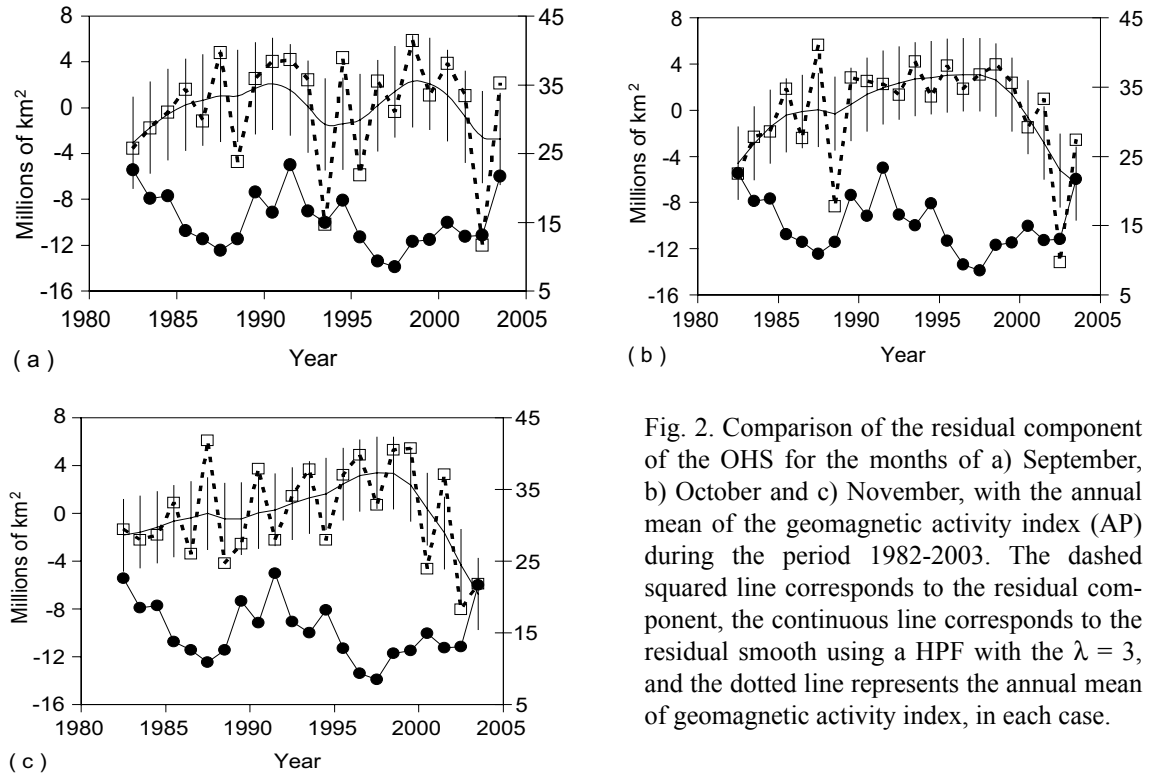 8
4
0
-4
-8
-12
-16
Millions of km2
45
35
25
15
5
1980 1985 1990 1995 2000 2005
Year
( a )
8
4
0
-4
-8
-12
-16
Millions of km2
45
35
25
15
5
1980 1985 1990 1995 2000 2005
Year
( b )
8
4
0
-4
-8
-12
-16
Millions of km2
45
35
25
15
5
1980 1985 1990 1995 2000 2005
Year
( c )
Fig. 2. Comparison of the residual component
of the OHS for the months of a) September,
b) October and c) November, with the annual
mean of the geomagnetic activity index (AP)
during the period 1982-2003. The dashed
squared line corresponds to the residual com-
ponent, the continuous line corresponds to the
residual smooth using a HPF with the λ = 3,
and the dotted line represents the annual mean
of geomagnetic activity index, in each case.